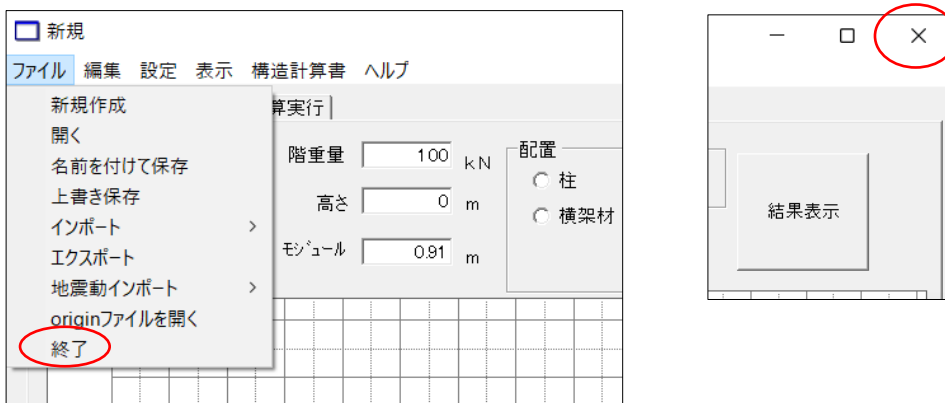 新規
ファイル 編集 設定 表示 構造計算書 ヘルプ
新規作成
開く
名前を付けて保存
上書き保存
インポート >
エクスポート
地震動インポート >
originファイルを開く
終了
算実行
階重量 100 kN
高さ 0 m
モジュール 0.91 m
配置
柱
横架材
結果表示